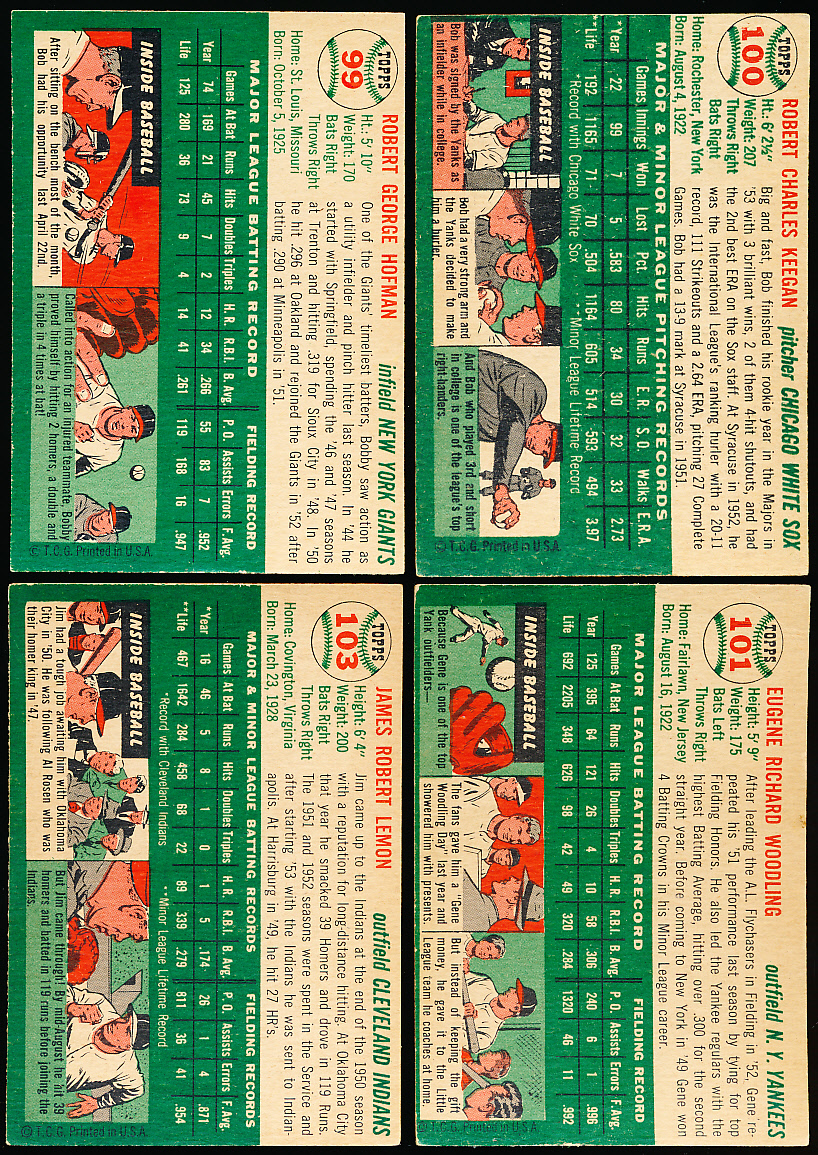 TOPPS
99
ROBERT GEORGE HOFMAN
infield NEW YORK GIANTS
Ht.: 5' 10"
Weight: 170
Bats Right
Throws Right
Home: St. Louis, Missouri
Born: October 5, 1925
One of the Giants' timeliest batters, Bobby saw action as
a utility infielder and pinch hitter last season. In '44 he
started with Springfield, spending the '46 and '47 seasons
at Trenton and hitting .319 for Sioux City in '48. In '50
he hit .296 at Oakland and rejoined the Giants in '52 after
batting .290 at Minneapolis in '51.
MAJOR LEAGUE BATTING RECORD
FIELDING RECORD
Games At Bat Runs Hits Doubles Triples H.R. R.B.I. B. Avg. P.O. Assists Errors F. Avg.
Year 74 169 21 45 7 2 12 34 .266 55 83 7 .952
Life 125 280 36 73 9 4 14 41 .261 119 168 16 .947
INSIDE BASEBALL
After sitting on the bench most of the month,
Bob had his opportunity last April 22nd.
Called into action for an injured teammate, Bobby
proved himself by hitting 2 homers, a double and
a triple in 4 times at bat!
© T.C.G. Printed in U.S.A.
TOPPS
100
ROBERT CHARLES KEEGAN
pitcher CHICAGO WHITE SOX
Ht.: 6' 2½"
Weight: 207
Throws Right
Bats Right
Home: Rochester, New York
Born: August 4, 1922
Big and fast, Bob finished his rookie year in the Majors in
'53 with 3 brilliant wins, 2 of them 4-hit shutouts, and had
the 2nd best ERA on the Sox staff. At Syracuse in 1952, he
was the International League's ranking hurler with a 20-11
record, 111 Strikeouts and a 2.64 ERA, pitching 27 Complete
Games. Bob had a 13-9 mark at Syracuse in 1951.
MAJOR & MINOR LEAGUE PITCHING RECORDS
Games Innings Won Lost Pct. Hits Runs E.R. S.O. Walks E.R.A.
*Year 22 99 7 5 .583 80 34 30 32 33 2.73
**Life 192 1165 71 70 .504 1164 605 514 593 494 3.97
*Record with Chicago White Sox
**Minor League Lifetime Record
INSIDE BASEBALL
Bob was signed by the Yanks as
an infielder while in college.
Bob had a very strong arm and
the Yanks decided to make
him a hurler.
And Bob who played 3rd and short
in college is one of the league's top
right-handers.
© T.C.G. Printed in U.S.A.
TOPPS
103
JAMES ROBERT LEMON
outfield CLEVELAND INDIANS
Height: 6' 4"
Weight: 200
Bats Right
Throws Right
Home: Covington, Virginia
Born: March 23, 1928
Jim came up to the Indians at the end of the 1950 season
with a reputation for long-distance hitting. At Oklahoma City
that year he smacked 39 Homers and drove in 119 Runs.
The 1951 and 1952 seasons were spent in the Service and
after starting '53 with the Indians he was sent to Indian-
apolis. At Harrisburg in '49, he hit 27 HR's.
MAJOR & MINOR LEAGUE BATTING RECORDS
FIELDING RECORDS
Games At Bat Runs Hits Doubles Triples H.R. R.B.I. B. Avg. P.O. Assists Errors F. Avg.
*Year 16 46 5 8 1 0 1 5 .174 26 1 4 .871
**Life 467 1642 284 458 68 22 89 339 .279 811 36 41 .954
*Record with Cleveland Indians
**Minor League Lifetime Record
INSIDE BASEBALL
Jim had a tough job awaiting him with Oklahoma
City in '50. He was following Al Rosen who was
their homer king in '47.
But Jim came through! By mid-August he hit 39
homers and batted in 119 runs before joining the
Indians.
© T.C.G. Printed in U.S.A.
TOPPS
101
EUGENE RICHARD WOODLING
outfield N. Y. YANKEES
Height: 5' 9"
Weight: 175
Bats Left
Throws Right
Home: Fairlawn, New Jersey
Born: August 16, 1922
After leading the A.L. Flychasers in Fielding in '52 Gene re-
peated his '51 performance last season by tying for top
Fielding Honors. He also led the Yankee regulars with the
highest Batting Average, hitting over .300 for the second
straight year. Before coming to New York in '49 Gene won
4 Batting Crowns in his Minor League career.
MAJOR LEAGUE BATTING RECORD
FIELDING RECORD
Games At Bat Runs Hits Doubles Triples H.R. R.B.I. B. Avg. P.O. Assists Errors F. Avg.
Year 125 395 64 121 26 4 10 58 .306 240 6 1 .996
Life 692 2205 348 626 98 42 49 320 .284 1320 46 11 .992
INSIDE BASEBALL
Because Gene is one of the top
Yank outfielders—
The fans gave him a 'Gene
Woodling Day' last year and
showered him with presents.
But instead of keeping the gift
money, he gave it to the Little
League team he coaches at home.
© T.C.G. Printed in U.S.A.